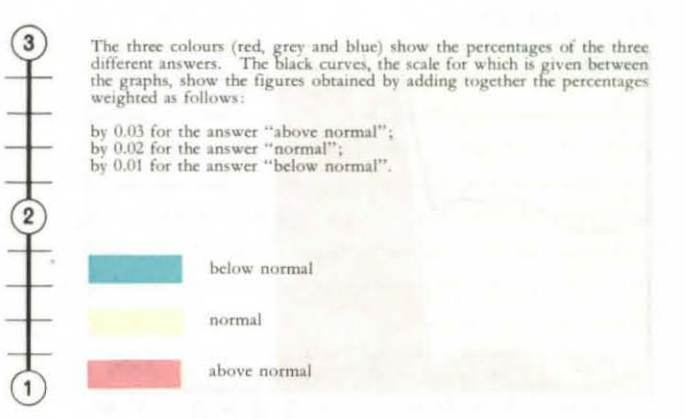 3
The three colours (red, grey and blue) show the percentages of the three
different answers. The black curves, the scale for which is given between
the graphs, show the figures obtained by adding together the percentages
weighted as follows:
by 0.03 for the answer "above normal";
by 0.02 for the answer "normal";
by 0.01 for the answer "below normal".
2
below normal
normal
above normal
1